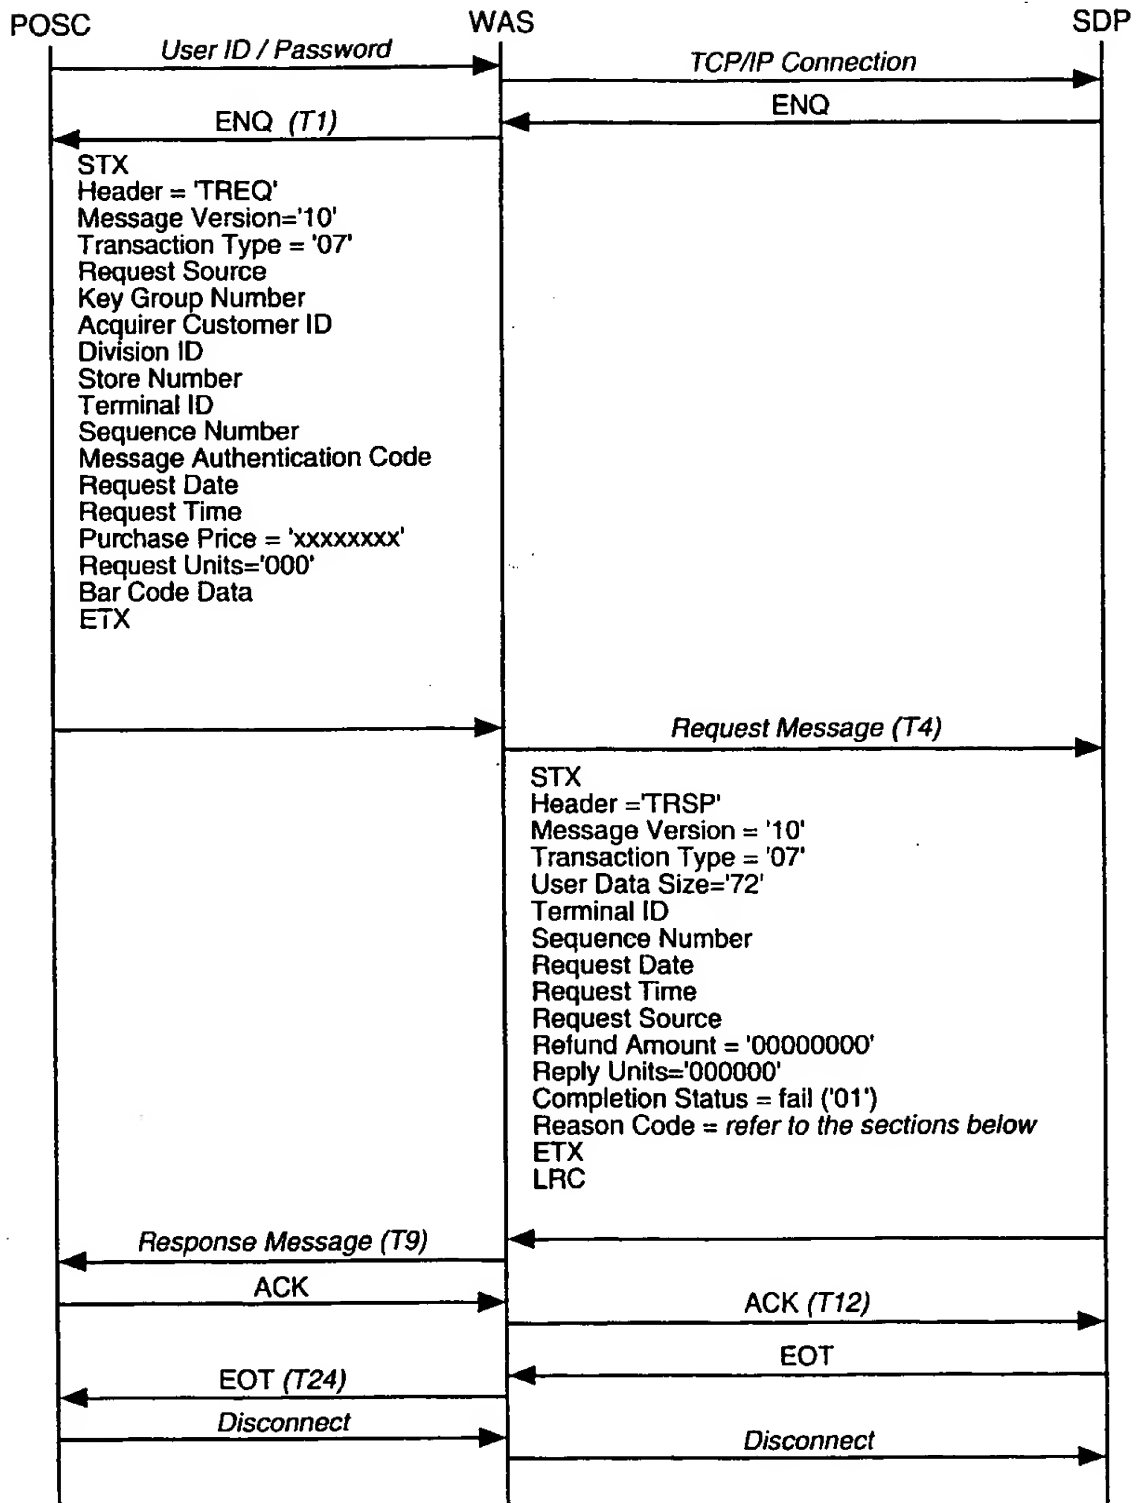 POSC WAS SDP
User ID / Password
TCP/IP Connection
ENQ
ENQ (T1)
STX
Header = 'TREQ'
Message Version='10'
Transaction Type = '07'
Request Source
Key Group Number
Acquirer Customer ID
Division ID
Store Number
Terminal ID
Sequence Number
Message Authentication Code
Request Date
Request Time
Purchase Price = 'xxxxxxxx'
Request Units='000'
Bar Code Data
ETX
Request Message (T4)
STX
Header ='TRSP'
Message Version = '10'
Transaction Type = '07'
User Data Size='72'
Terminal ID
Sequence Number
Request Date
Request Time
Request Source
Refund Amount = '00000000'
Reply Units='000000'
Completion Status = fail ('01')
Reason Code = refer to the sections below
ETX
LRC
Response Message (T9)
ACK
ACK (T12)
EOT
EOT (T24)
Disconnect
Disconnect